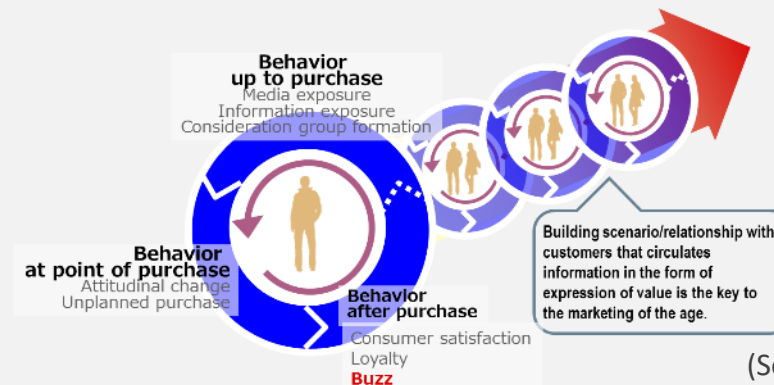 Behavior
up to purchase
Media exposure
Information exposure
Consideration group formation
Behavior
at point of purchase
Attitudinal change
Unplanned purchase
Behavior
after purchase
Consumer satisfaction
Loyalty
Buzz
Building scenario/relationship with
customers that circulates
information in the form of
expression of value is the key to
the marketing of the age.